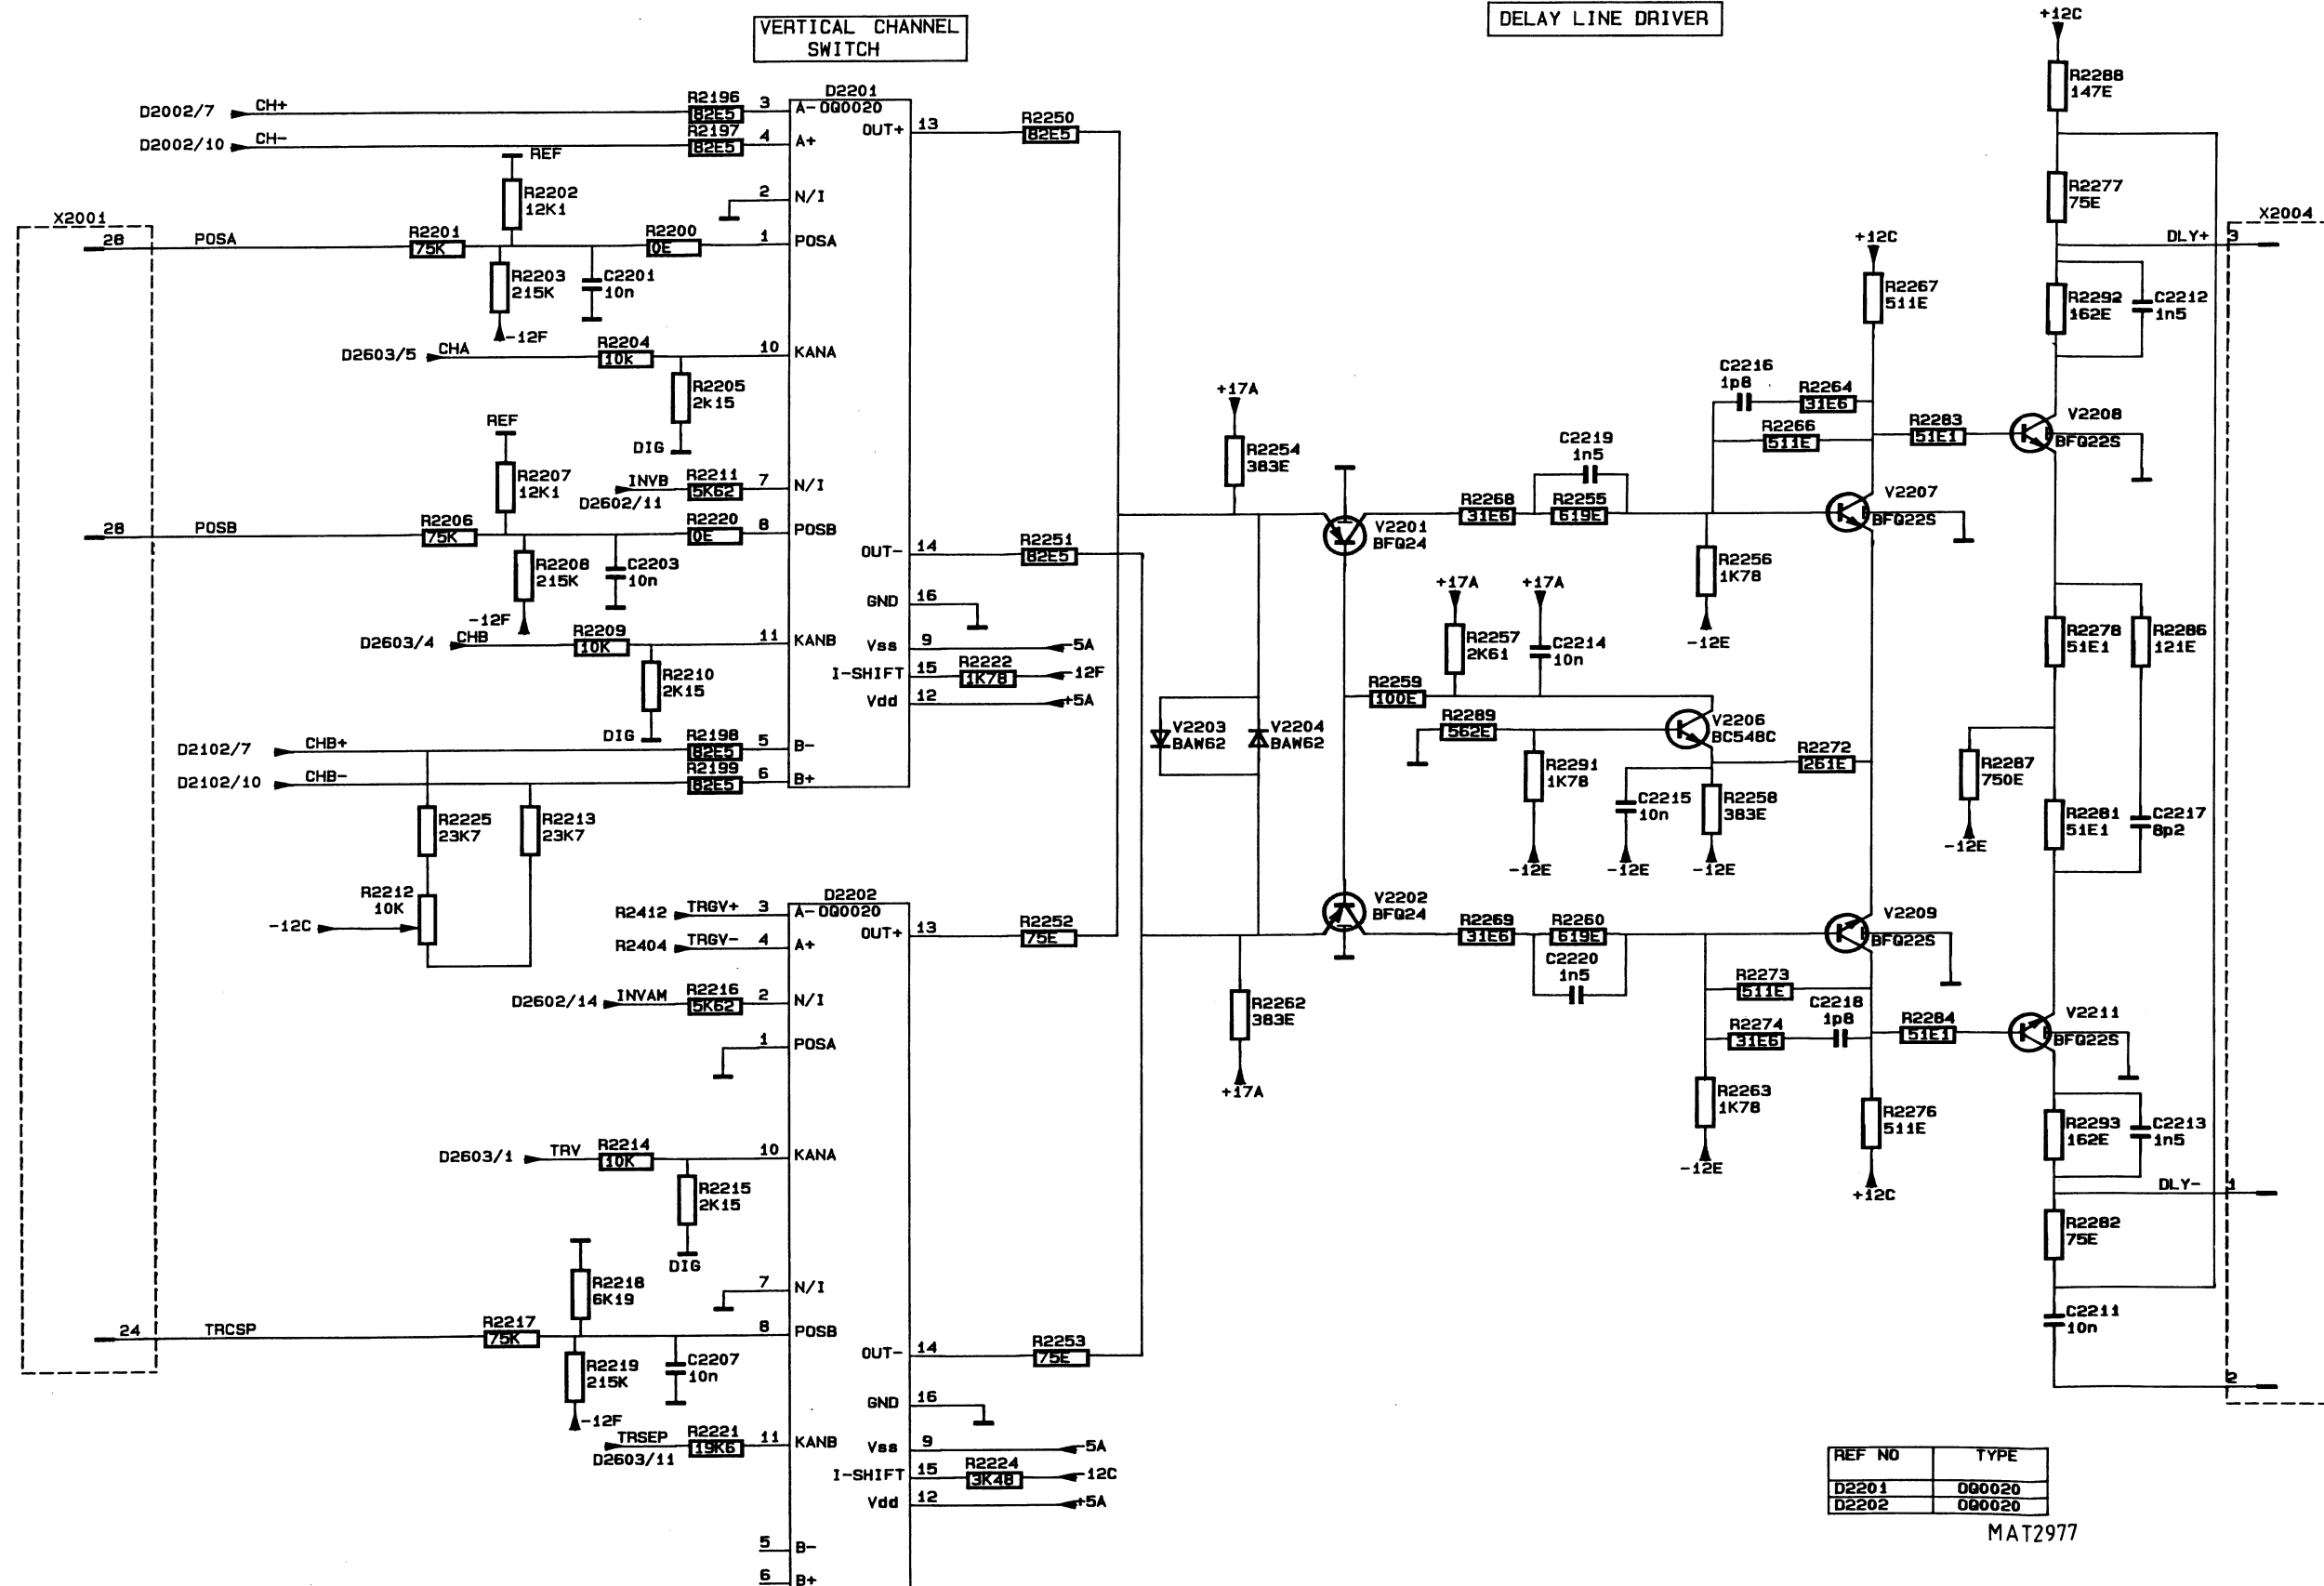 VERTICAL CHANNEL
SWITCH
DELAY LINE DRIVER
+12C
R2288
147E
D2002/7
CH+
R2196
82E5
3
D2201
A-
OQ0020
OUT+
13
R2250
82E5
D2002/10
CH-
R2197
82E5
4
A+
REF
R2202
12K1
2
N/I
R2277
75E
X2001
28
POSA
R2201
75K
R2200
0E
1
POSA
X2004
DLY+
3
R2203
215K
C2201
10n
-12F
+12C
R2267
511E
R2292
162E
C2212
1n5
D2603/5
CHA
R2204
10k
10
KANA
R2205
2K15
DIG
+17A
R2254
383E
C2216
1p8
R2264
31E6
R2266
511E
R2283
51E1
V2208
BFQ22S
REF
R2207
12K1
INVB
D2602/11
R2211
5K62
7
N/I
C2219
1n5
R2268
31E6
R2255
619E
V2207
BFQ22S
28
POSB
R2206
75K
R2220
0E
8
POSB
V2201
BFQ24
R2208
215K
C2203
10n
-12F
OUT-
14
R2251
82E5
R2256
1K78
-12E
GND
16
+17A
+17A
R2257
2K61
C2214
10n
D2603/4
CHB
R2209
10K
11
KANB
Vss
9
-5A
I-SHIFT
15
R2222
1K78
-12F
Vdd
12
+5A
R2210
2K15
DIG
R2278
51E1
R2286
121E
R2259
100E
R2289
562E
V2206
BC548C
V2203
BAW62
V2204
BAW62
D2102/7
CHB+
R2198
82E5
5
B-
D2102/10
CHB-
R2199
82E5
6
B+
R2291
1K78
R2272
261E
C2215
10n
R2258
383E
-12E
-12E
-12E
R2287
750E
-12E
R2281
51E1
C2217
8p2
R2225
23K7
R2213
23K7
R2212
10K
-12C
R2412
TRGV+
3
D2202
A-
OQ0020
OUT+
13
R2252
75E
R2404
TRGV-
4
A+
V2202
BFQ24
R2269
31E6
R2260
619E
C2220
1n5
V2209
BFQ22S
D2602/14
INVAM
R2216
5K62
2
N/I
R2262
383E
+17A
R2273
511E
C2218
1p8
R2274
31E6
R2284
51E1
V2211
BFQ22S
1
POSA
R2263
1K78
-12E
R2276
511E
+12C
R2293
162E
C2213
1n5
D2603/1
TRV
R2214
10K
10
KANA
R2215
2K15
DIG
DLY-
1
R2282
75E
R2218
6K19
7
N/I
24
TRCSP
R2217
75K
8
POSB
C2211
10n
R2219
215K
C2207
10n
-12F
OUT-
14
R2253
75E
2
GND
16
TRSEP
D2603/11
R2221
19K6
11
KANB
Vss
9
-5A
I-SHIFT
15
R2224
3K48
-12C
Vdd
12
+5A
5
B-
6
B+
REF NO
TYPE
D2201
OQ0020
D2202
OQ0020
MAT2977